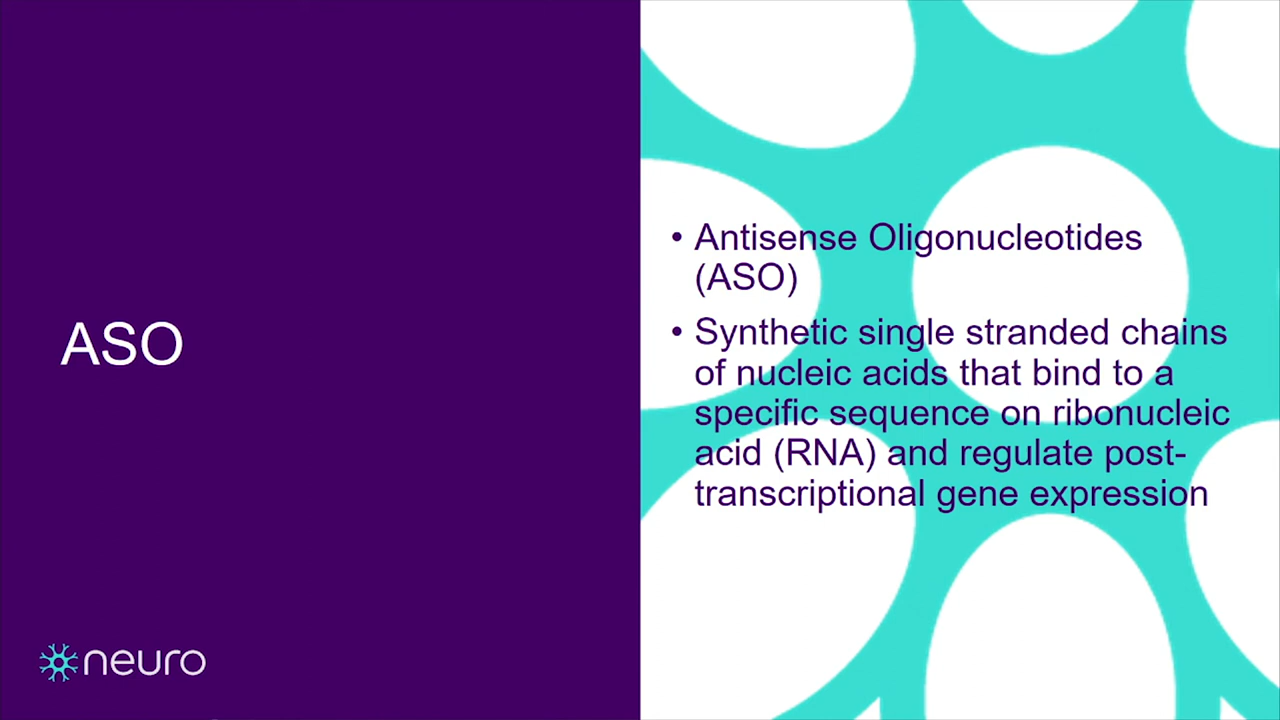 ASO
• Antisense Oligonucleotides
(ASO)
• Synthetic single stranded chains
of nucleic acids that bind to a
specific sequence on ribonucleic
acid (RNA) and regulate post-
transcriptional gene expression
neuro